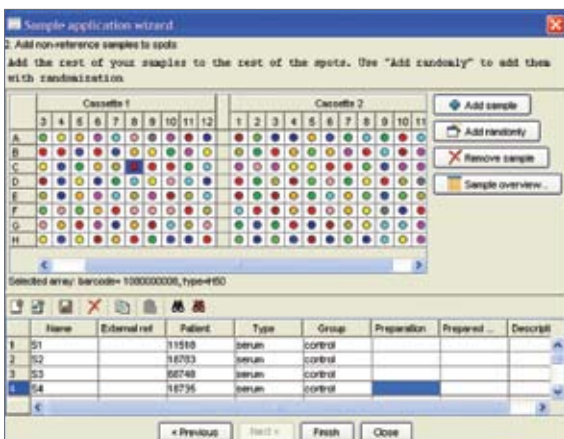 Sample application wizard
2. Add non-reference samples to spots
Add the rest of your samples to the rest of the spots. Use "Add randomly" to add them
with randomization
Cassette 1 Cassette 2
3 4 5 6 7 8 9 10 11 12 1 2 3 4 5 6 7 8 9 10 11
A
B
C
D
E
F
G
H
Add sample
Add randomly
Remove sample
Sample overview...
Selected array: barcode= 1080000008, type=H50
Name External ref Patient Type Group Preparation Prepared ... Descripti
1 S1 11518 serum control
2 S2 18783 serum control
3 S3 68748 serum control
4 S4 18735 serum control
< Previous Next > Finish Close